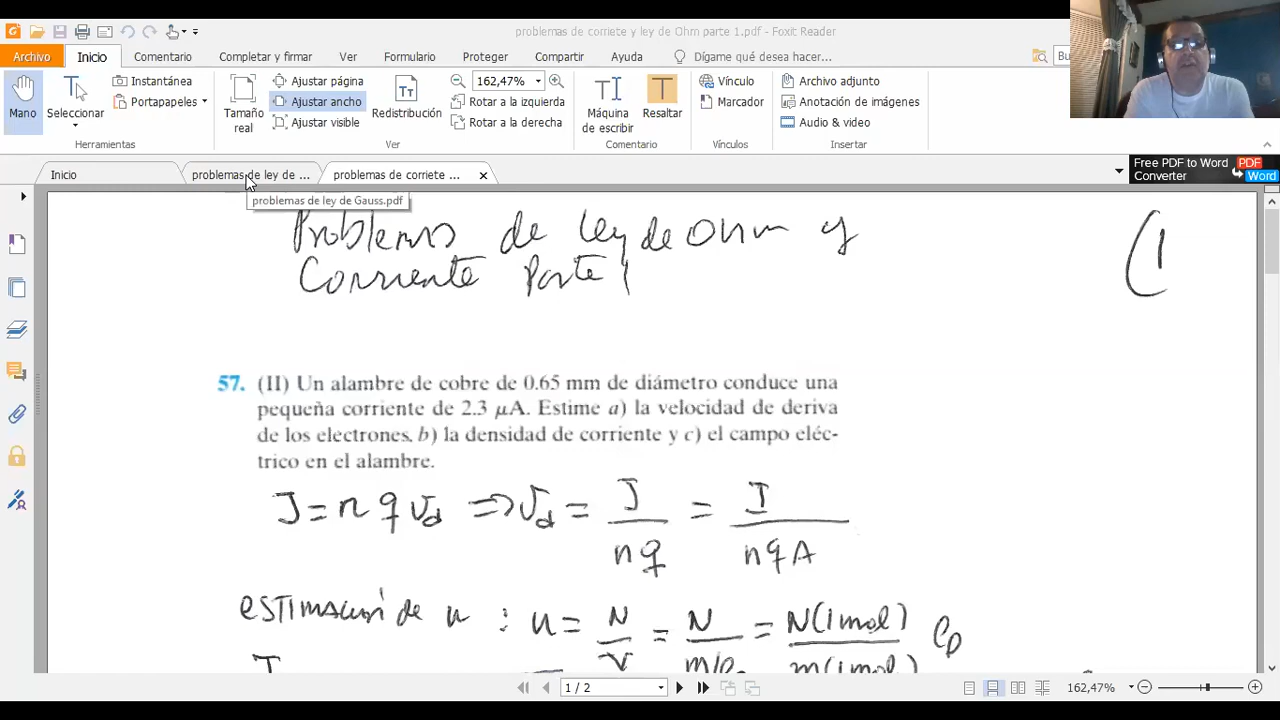 problemas de corriete y ley de Ohm parte 1.pdf - Foxit Reader
Archivo Inicio Comentario Completar y firmar Ver Formulario Proteger Compartir Ayuda Dígame qué desea hacer...
Mano
Seleccionar
Instantánea
Portapapeles
Herramientas
Tamaño real
Ajustar página
Ajustar ancho
Ajustar visible
Redistribución
162,47%
Rotar a la izquierda
Rotar a la derecha
Ver
Máquina de escribir
Resaltar
Comentario
Vínculo
Marcador
Vínculos
Archivo adjunto
Anotación de imágenes
Audio & video
Insertar
Inicio
problemas de ley de ...
problemas de corriete ...
Free PDF to Word
Converter
PDF
Word
problemas de ley de Gauss.pdf
Problemas de ley de Ohm y
Corriente Parte 1
(1
57. (II) Un alambre de cobre de 0.65 mm de diámetro conduce una
pequeña corriente de 2.3 μA. Estime a) la velocidad de deriva
de los electrones, b) la densidad de corriente y c) el campo eléc-
trico en el alambre.
J = n q vd => vd = J / nq = I / nqA
estimación de n : n = N / V = N / m/ρ = N(1mol) / m(1mol)
1 / 2
162,47%